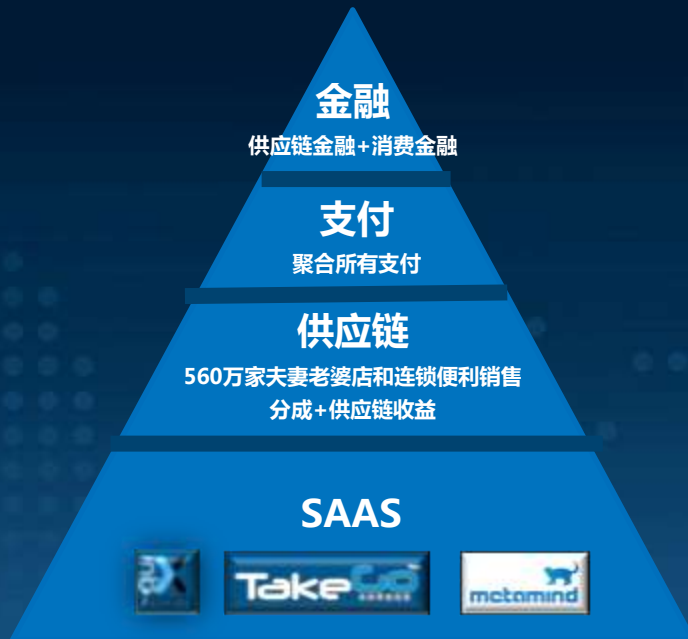 金融
供应链金融+消费金融
支付
聚合所有支付
供应链
560万家夫妻老婆店和连锁便利销售
分成+供应链收益
SAAS
TakeGo
metamind